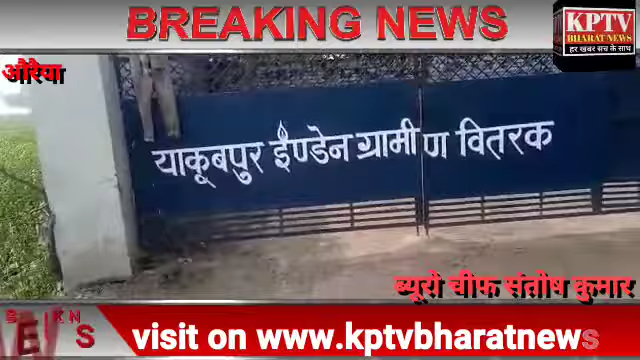 BREAKING NEWS
KPTV
BHARAT NEWS
हर खबर सच के साथ
औरैया
याकूबपुर ईण्डेन ग्रामीण वितरक
ब्यूरो चीफ संतोष कुमार
visit on www.kptvbharatnews